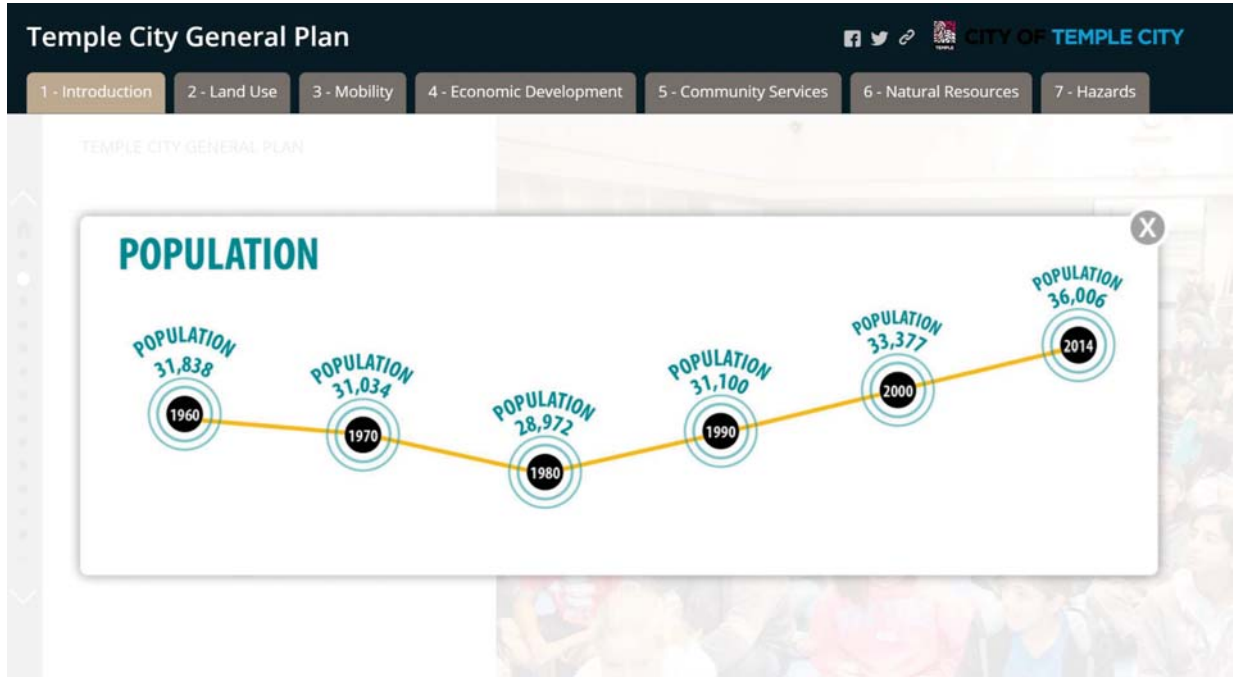 Temple City General Plan
TEMPLE
CITY OF TEMPLE CITY
1 - Introduction
2 - Land Use
3 - Mobility
4 - Economic Development
5 - Community Services
6 - Natural Resources
7 - Hazards
TEMPLE CITY GENERAL PLAN
X
POPULATION
POPULATION
31,838
1960
POPULATION
31,034
1970
POPULATION
28,972
1980
POPULATION
31,100
1990
POPULATION
33,377
2000
POPULATION
36,006
2014